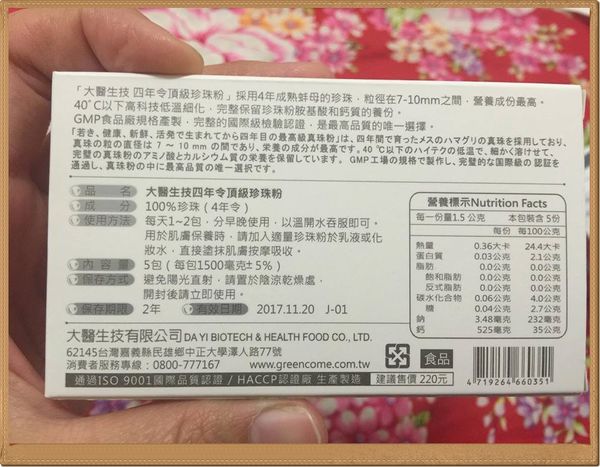 「大醫生技 四年令頂級珍珠粉」採用4年成熟蚌母的珍珠，粒徑在7-10mm之間，營養成份最高。
40°C以下高科技低溫細化，完整保留珍珠粉胺基酸和鈣質的養份。
GMP食品廠規格產製，完整的國際級檢驗認證，是最高品質的唯一選擇。
「若き、健康、新鮮、活発で生まれてから四年目の最高級真珠粉」は、四年間で育ったメスのハマグリの真珠を採用しており、
真珠の粒の直徑は 7 ～ 10 mm の間であり、栄養の成分が最高です。40 ℃以下のハイテクの低溫で、細かく溶けせて、
完璧の真珠粉のアミノ酸とカルシウム質の栄養を保留しています。 GMP 工場の規格で製作し、完璧的な国際級の 認証を
通過し、真珠粉の中に最高品質の唯一選択です。
品名 大醫生技四年令頂級珍珠粉
成份 100%珍珠（4年令）
使用方法 每天1~2包，分早晚使用，以溫開水吞服即可。
用於肌膚保養時，請加入適量珍珠粉於乳液或化
妝水，直接塗抹肌膚按摩吸收。
內容量 5包（每包1500毫克±5%）
保存方法 避免陽光直射，請置於陰涼乾燥處，
開封後請立即使用。
保存期限 2年 有效日期 2017.11.20 J-01
營養標示Nutrition Facts
每一份量1.5 公克 本包裝含 5份
每份 每100公克
熱量 0.36大卡 24.4大卡
蛋白質 0.03公克 2.1公克
脂肪 0.0公克 0.0公克
飽和脂肪 0.0公克 0.0公克
反式脂肪 0.0公克 0.0公克
碳水化合物 0.06公克 4.0公克
糖 0.04公克 2.7公克
鈉 3.48毫克 232毫克
鈣 525毫克 35公克
大醫生技有限公司 DA YI BIOTECH & HEALTH FOOD CO., LTD.
62145台灣嘉義縣民雄鄉中正大學澤人路77號
消費者服務專線：0800-777167 www.greencome.com.tw
通過ISO 9001國際品質認證 / HACCP認證廠 生產製造
食品
建議售價 220元
4 719264 660351